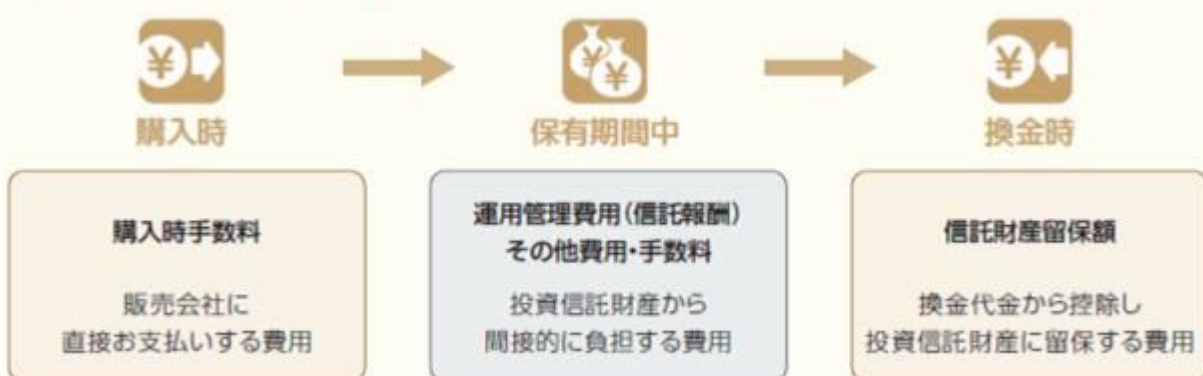 購入時
保有期間中
換金時
購入時手数料
販売会社に
直接お支払いする費用
運用管理費用(信託報酬)
その他費用・手数料
投資信託財産から
間接的に負担する費用
信託財産留保額
換金代金から控除し
投資信託財産に留保する費用